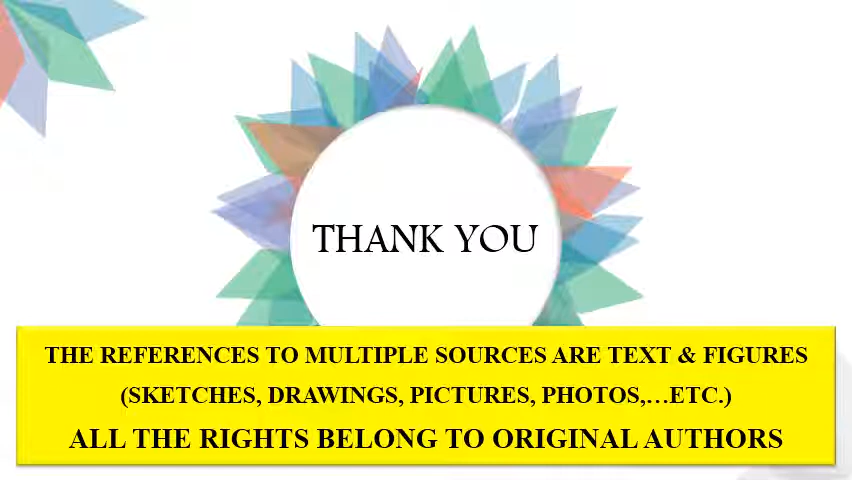 THANK YOU
THE REFERENCES TO MULTIPLE SOURCES ARE TEXT & FIGURES
(SKETCHES, DRAWINGS, PICTURES, PHOTOS,…ETC.)
ALL THE RIGHTS BELONG TO ORIGINAL AUTHORS